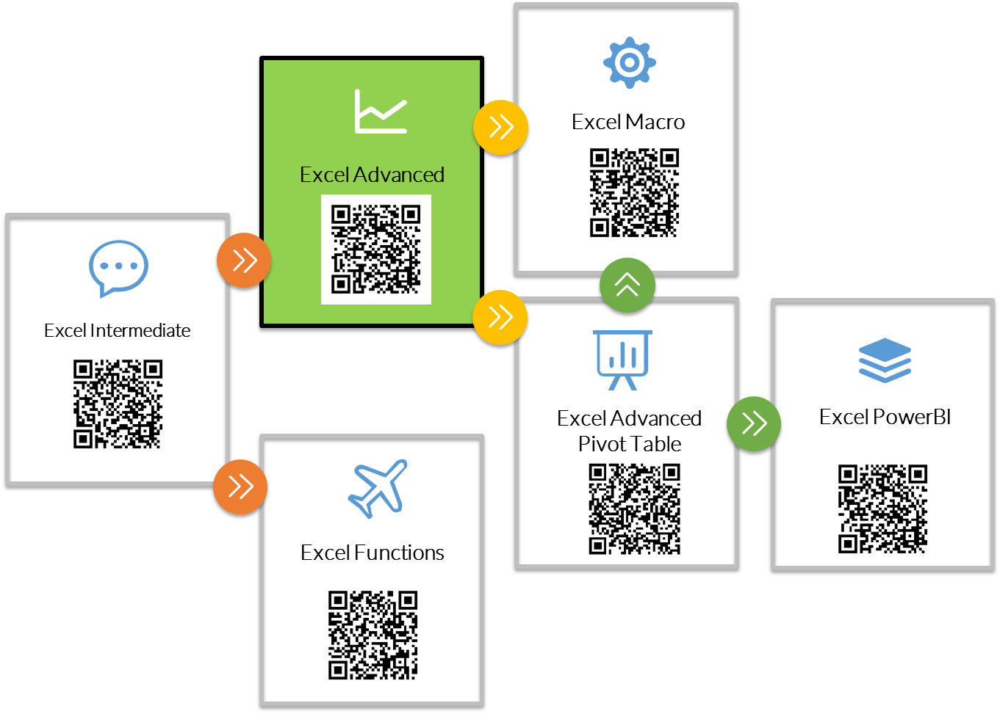 Excel Macro
Excel Advanced
Excel Intermediate
Excel Advanced
Pivot Table
Excel PowerBI
Excel Functions